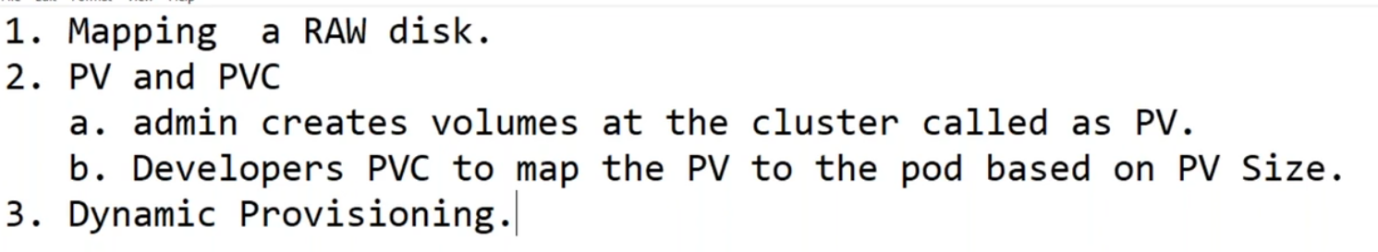 1. Mapping  a RAW disk.
2. PV and PVC
   a. admin creates volumes at the cluster called as PV.
   b. Developers PVC to map the PV to the pod based on PV Size.
3. Dynamic Provisioning.